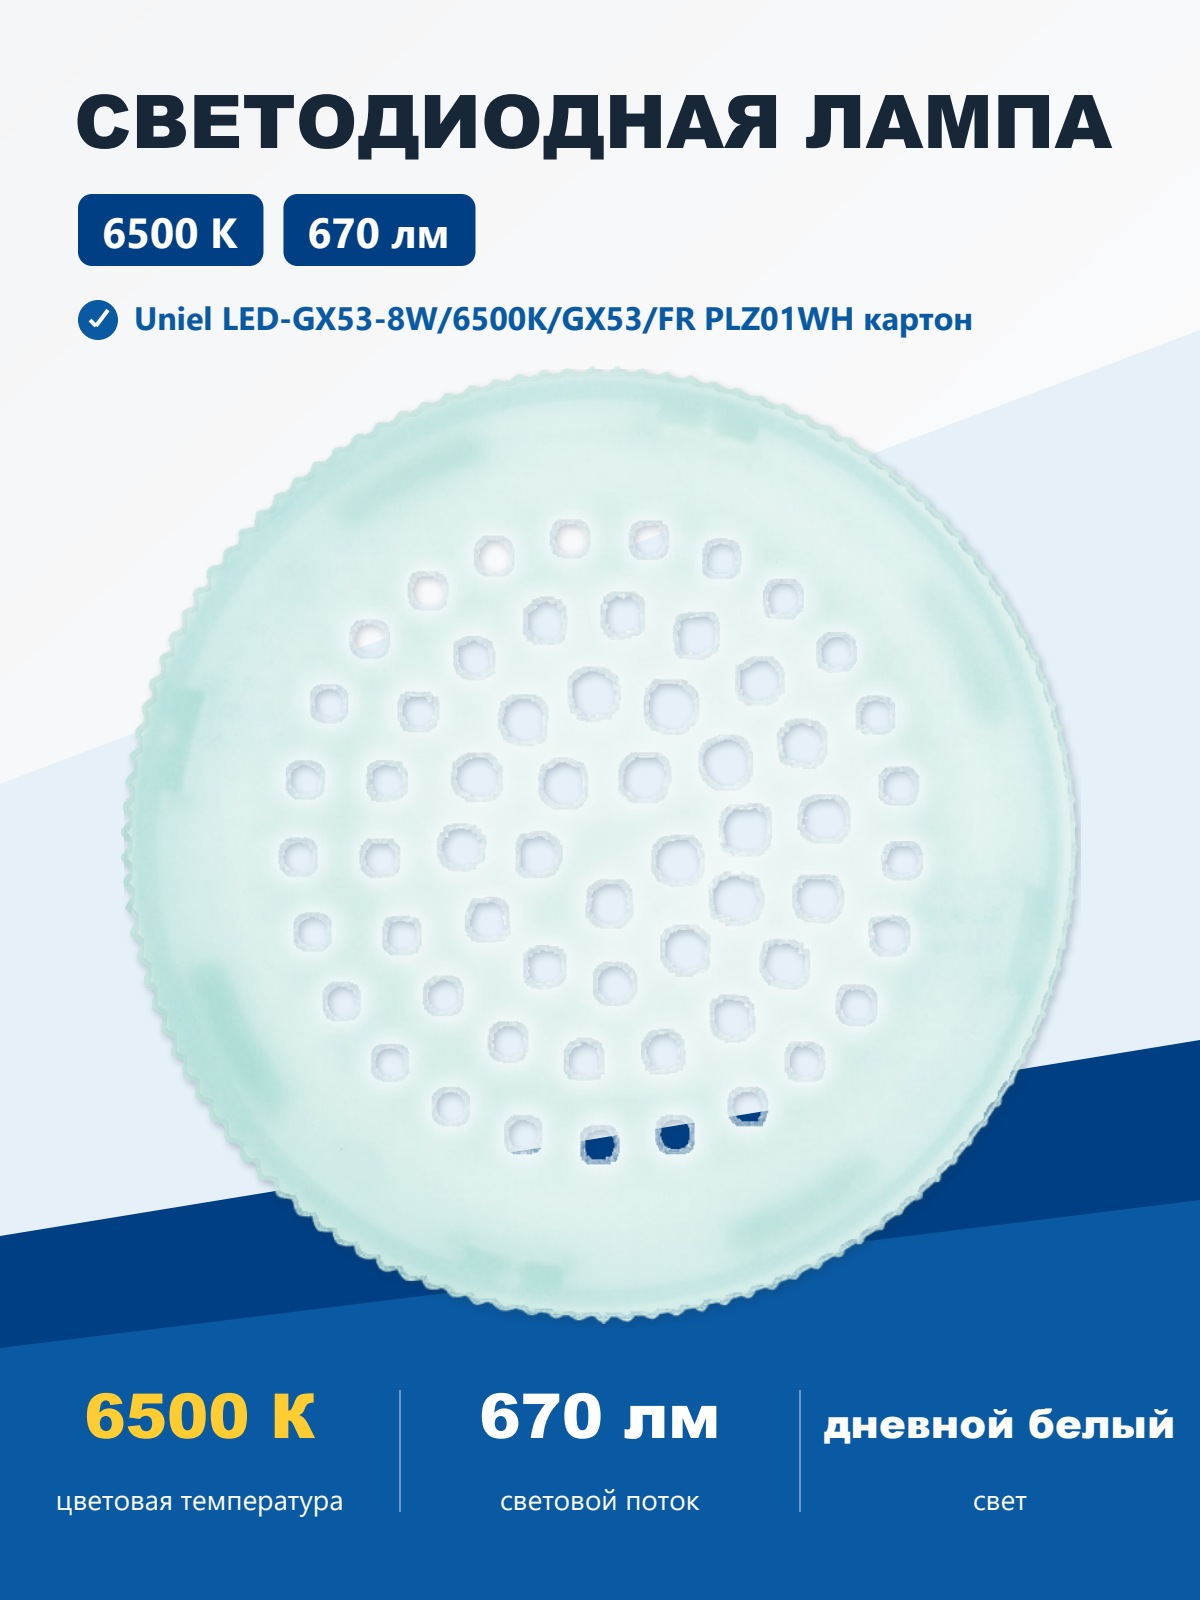 СВЕТОДИОДНАЯ ЛАМПА
6500 К 670 лм
Uniel LED-GX53-8W/6500K/GX53/FR PLZ01WH картон
6500 К 670 лм дневной белый
цветовая температура световой поток свет